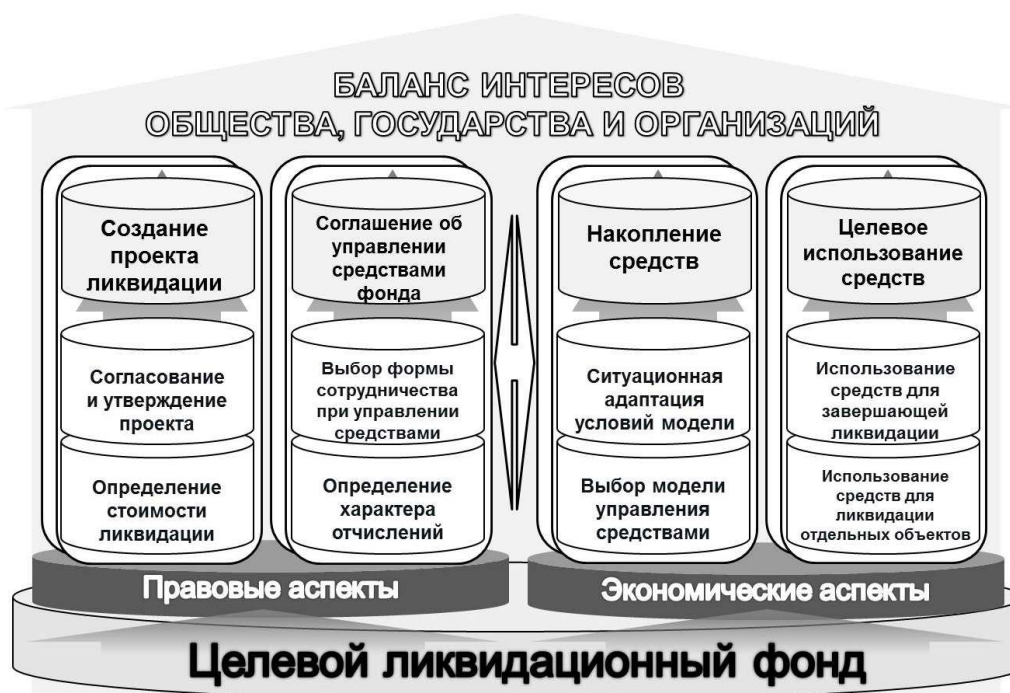 БАЛАНС ИНТЕРЕСОВ
ОБЩЕСТВА, ГОСУДАРСТВА И ОРГАНИЗАЦИЙ
Создание
проекта
ликвидации
Согласование
и утверждение
проекта
Определение
стоимости
ликвидации
Соглашение об
управлении
средствами
фонда
Выбор формы
сотрудничества
при управлении
средствами
Определение
характера
отчислений
Накопление
средств
Ситуационная
адаптация
условий модели
Выбор модели
управления
средствами
Целевое
использование
средств
Использование
средств для
завершающей
ликвидации
Использование
средств для
ликвидации
отдельных объектов
Правовые аспекты
Экономические аспекты
Целевой ликвидационный фонд